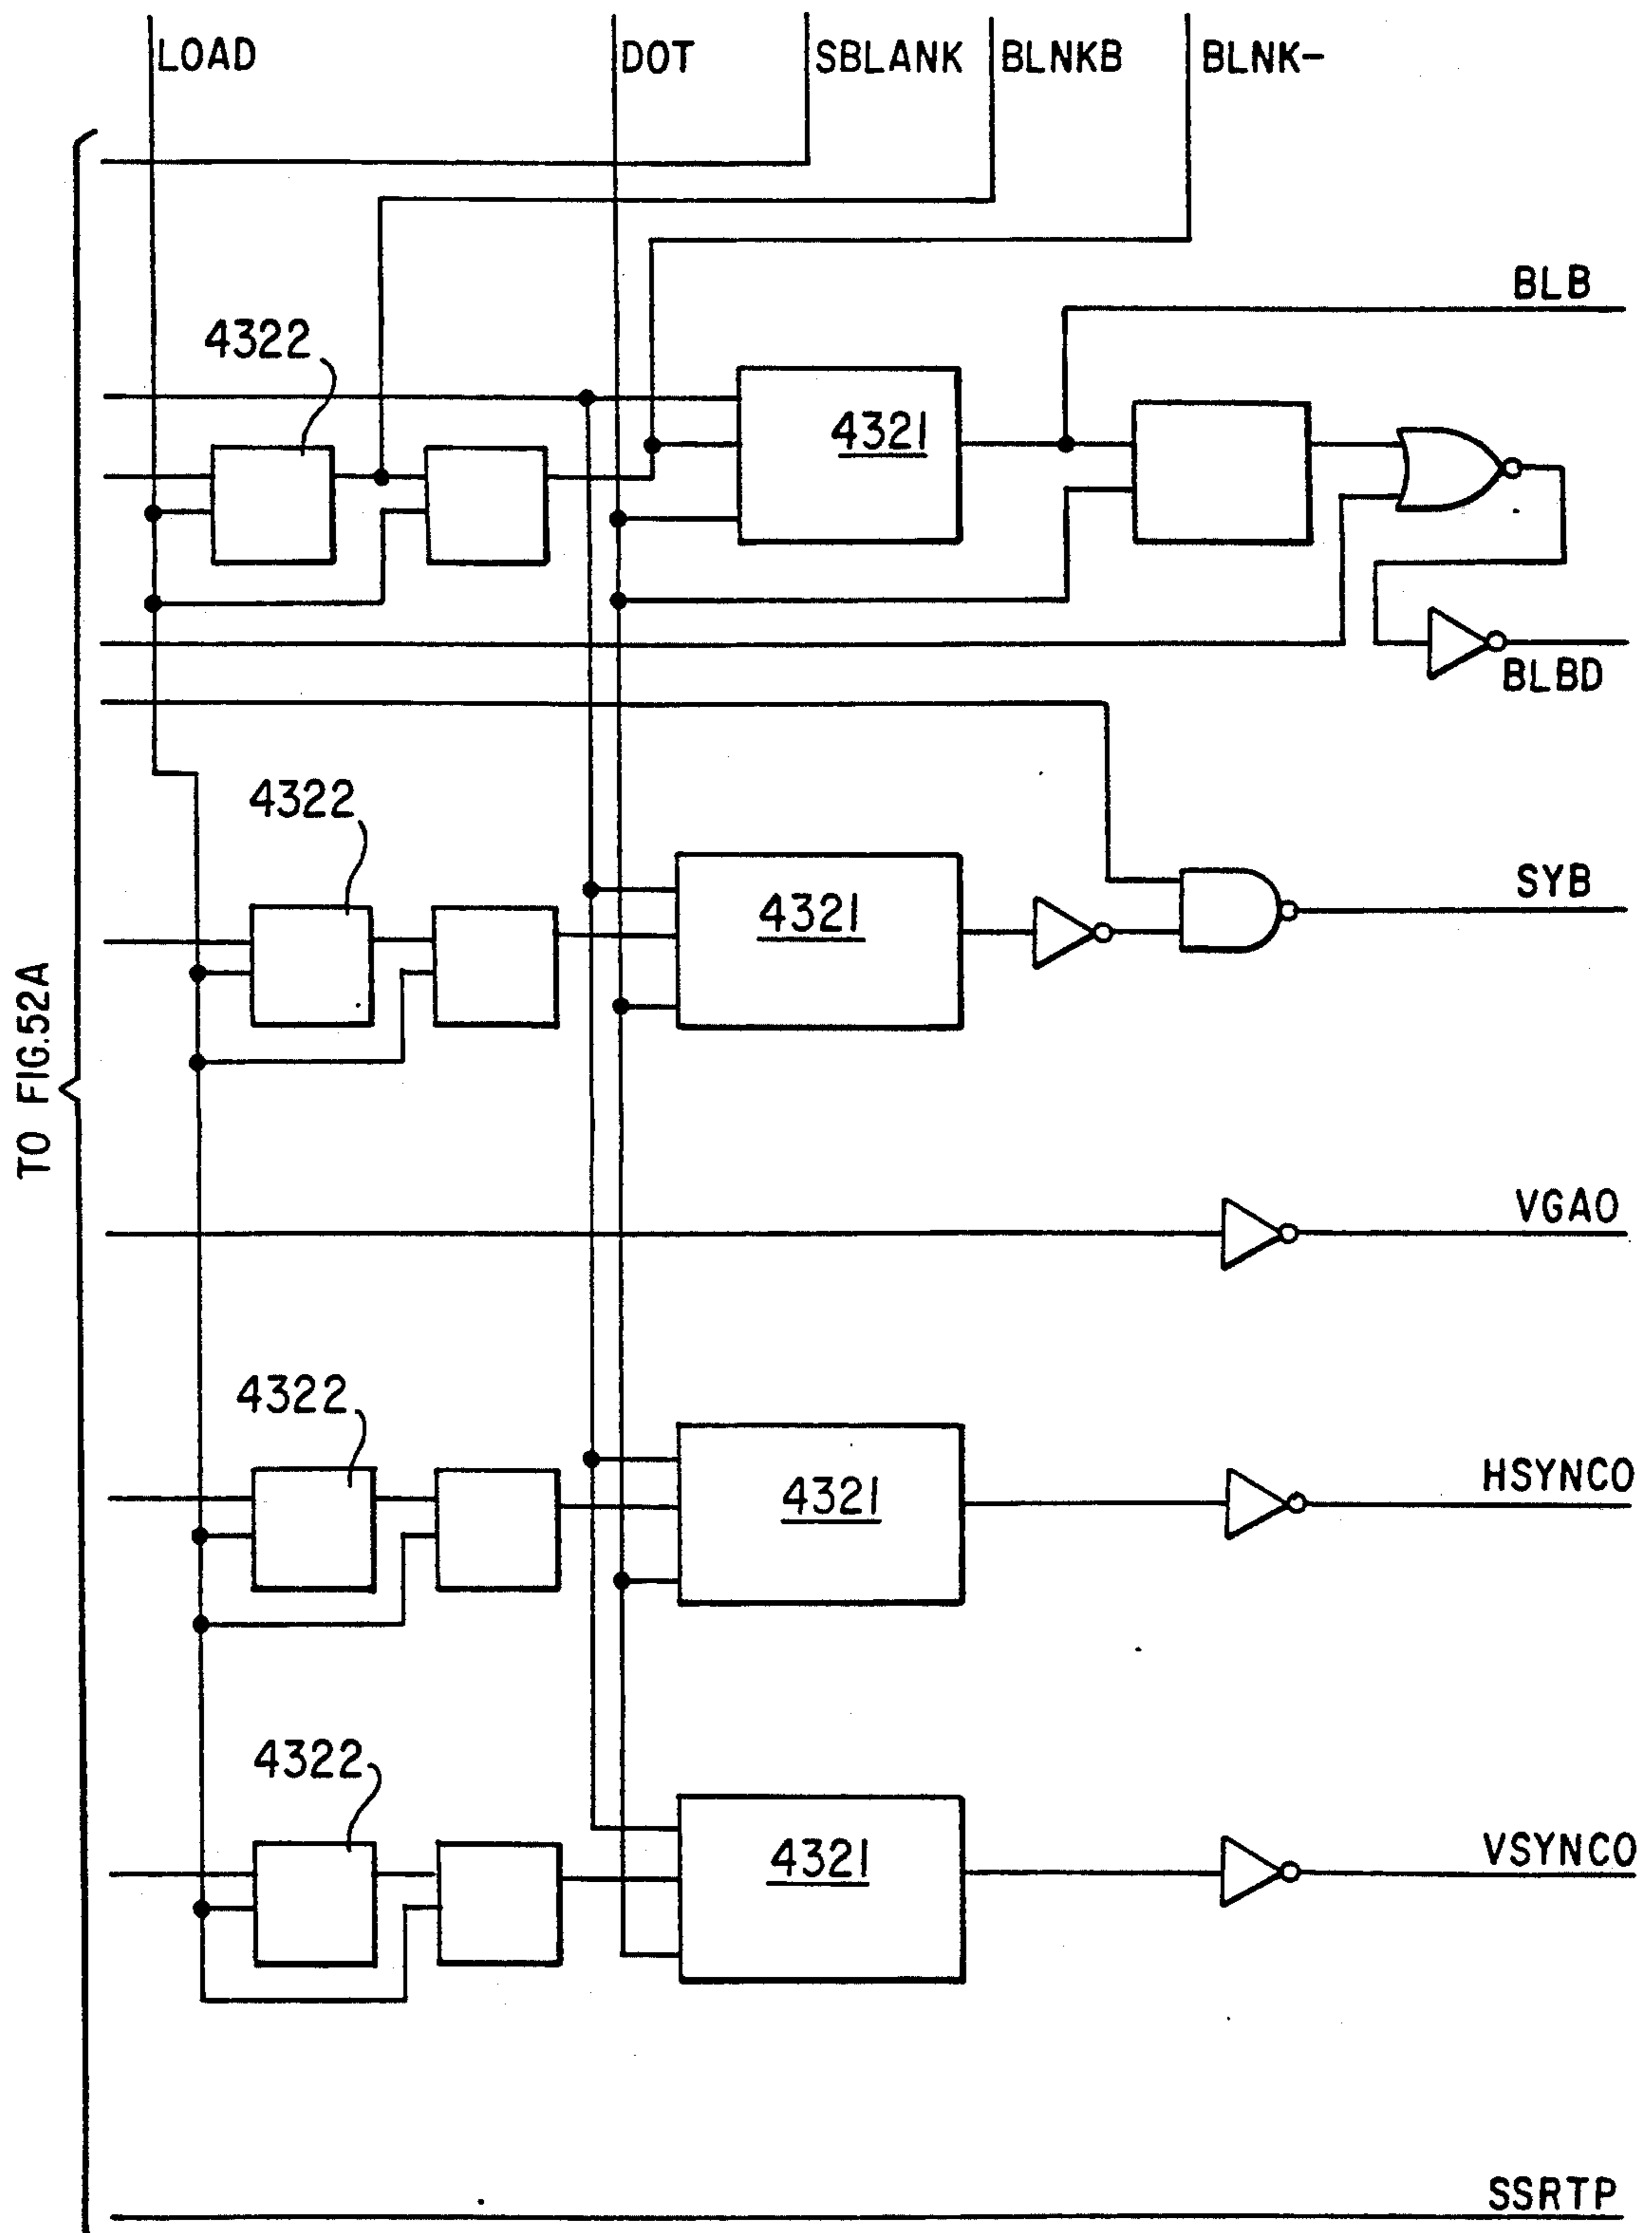 LOAD
DOT
SBLANK
BLNKB
BLNK-
BLB
4322
4321
BLBD
4322
4321
SYB
TO FIG.52A
VGAO
4322
4321
HSYNCO
4322
4321
VSYNCO
SSRTP